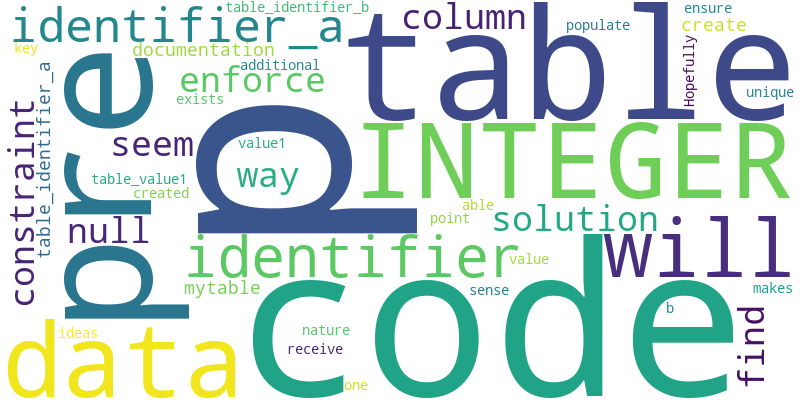 table_identifier_b
identifier_a
column
populate
ensure
create
key
documentation
additional
enforce
exists
table
Hopefully
unique
pre
p
INTEGER
constraint
table_identifier_a
seem
value1
way
table_value1
created
null
able
point
solution
identifier
value
will
mytable
sense
makes
data
ideas
code
nature
receive
b
find
one